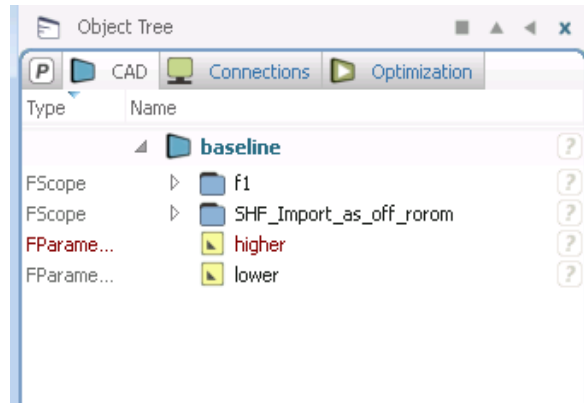 Object Tree
P CAD Connections Optimization
Type Name
baseline ?
FScope f1 ?
FScope SHF_Import_as_off_rorom ?
FParame... higher ?
FParame... lower ?